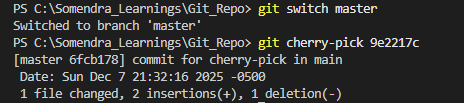 PS C:\Somendra_Learnings\Git_Repo> git switch master
Switched to branch 'master'
PS C:\Somendra_Learnings\Git_Repo> git cherry-pick 9e2217c
[master 6fcb178] commit for cherry-pick in main
 Date: Sun Dec 7 21:32:16 2025 -0500
 1 file changed, 2 insertions(+), 1 deletion(-)